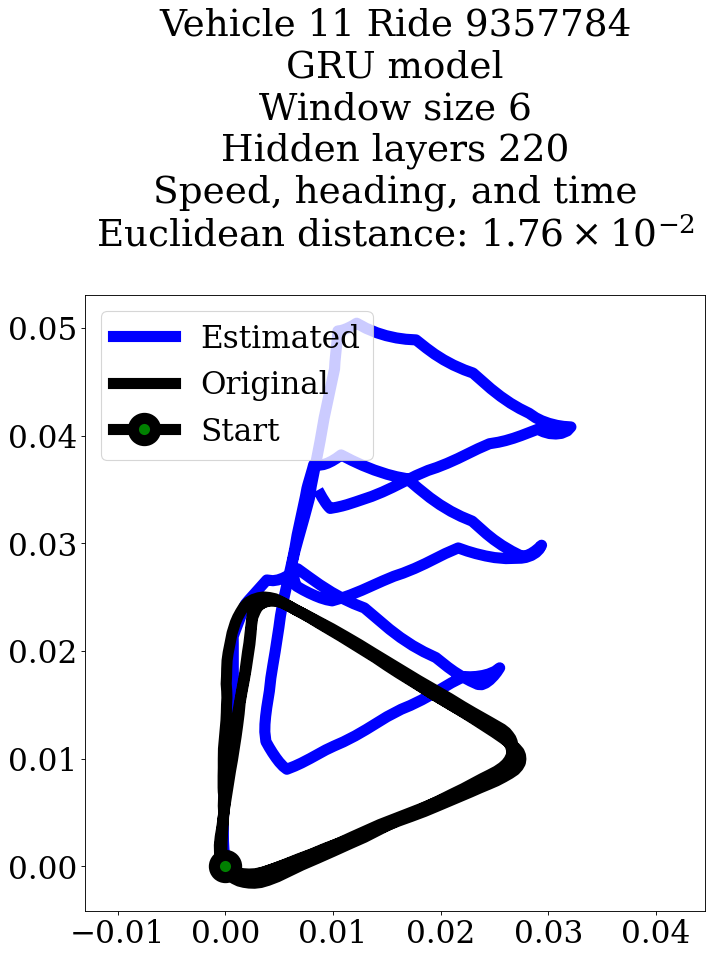 Vehicle 11 Ride 9357784
GRU model
Window size 6
Hidden layers 220
Speed, heading, and time
Euclidean distance: 1.76 × 10⁻²
Estimated
Original
Start
0.05
0.04
0.03
0.02
0.01
0.00
−0.01 0.00 0.01 0.02 0.03 0.04